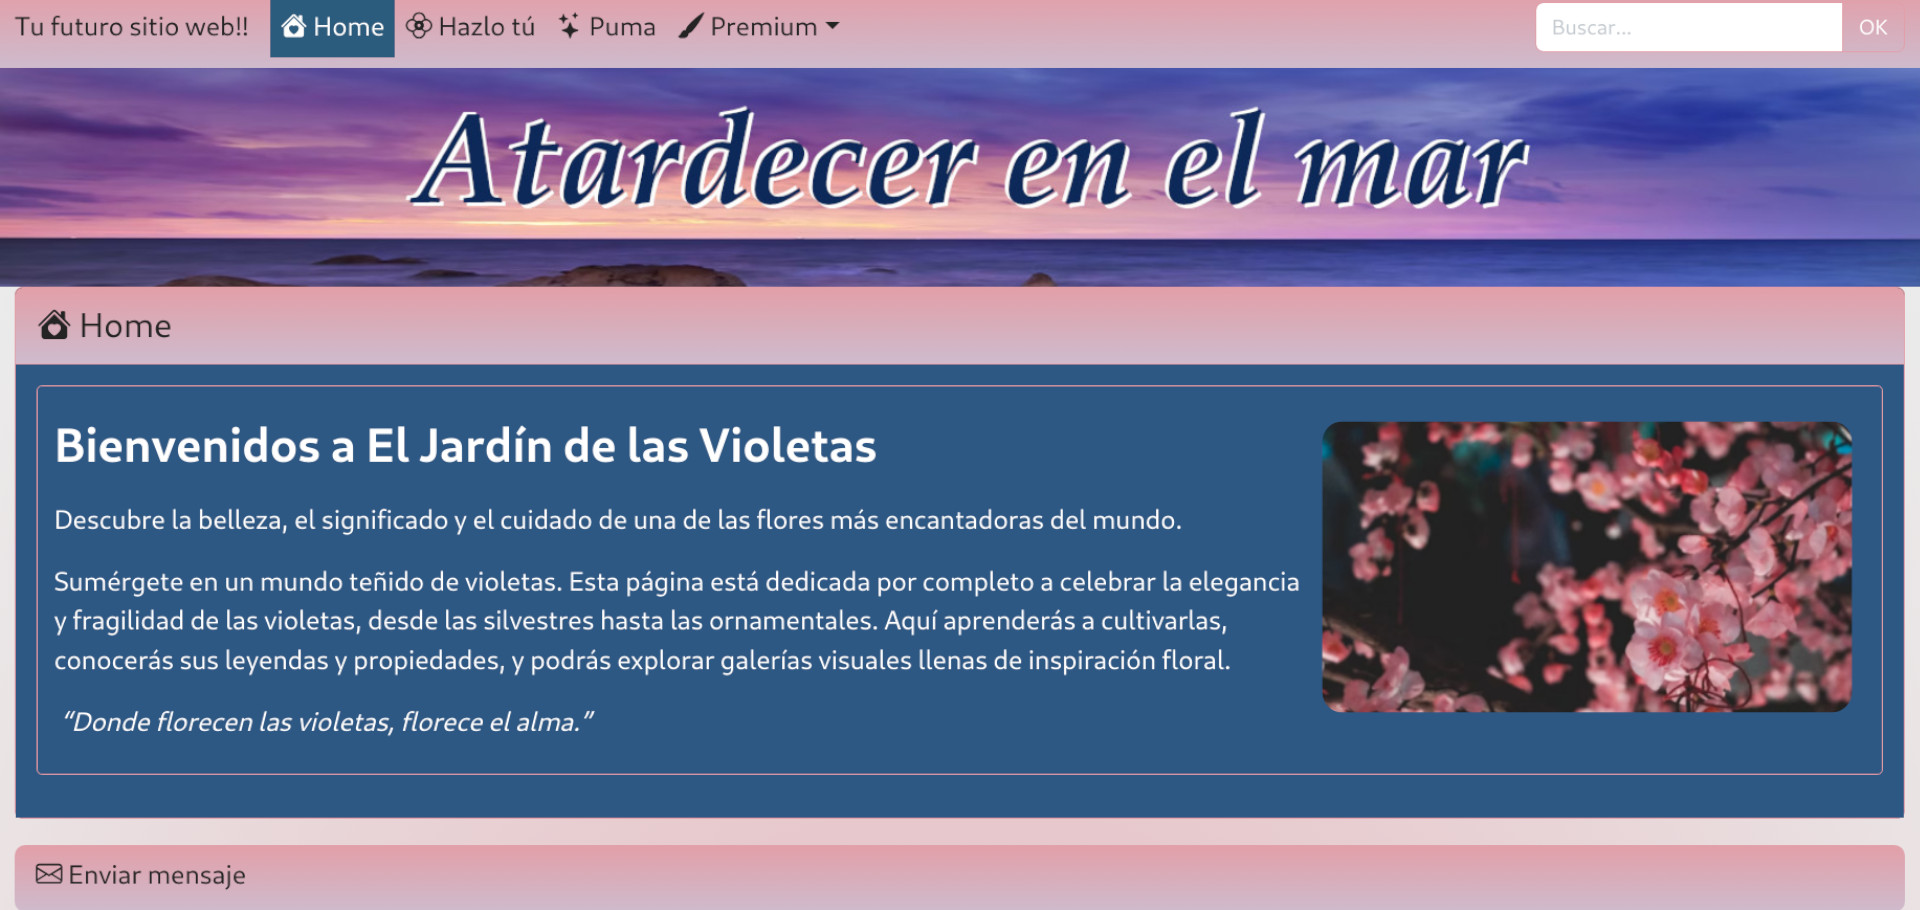 Tu futuro sitio web!! Home Hazlo tú Puma Premium Buscar... OK
Atardecer en el mar
Home
Bienvenidos a El Jardín de las Violetas
Descubre la belleza, el significado y el cuidado de una de las flores más encantadoras del mundo.
Sumérgete en un mundo teñido de violetas. Esta página está dedicada por completo a celebrar la elegancia
y fragilidad de las violetas, desde las silvestres hasta las ornamentales. Aquí aprenderás a cultivarlas,
conocerás sus leyendas y propiedades, y podrás explorar galerías visuales llenas de inspiración floral.
“Donde florecen las violetas, florece el alma.”
Enviar mensaje